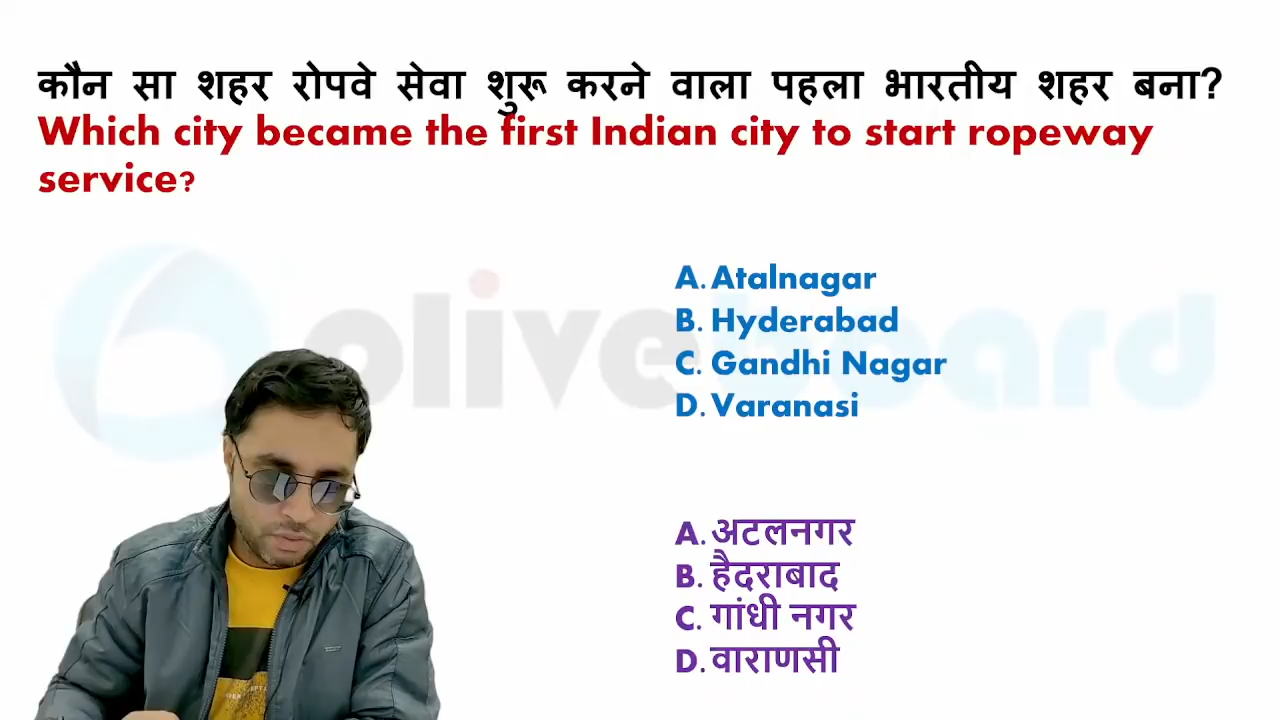 कौन सा शहर रोपवे सेवा शुरू करने वाला पहला भारतीय शहर बना?
Which city became the first Indian city to start ropeway
service?
oliveboard
A. Atalnagar
B. Hyderabad
C. Gandhi Nagar
D. Varanasi
A. अटलनगर
B. हैदराबाद
C. गांधी नगर
D. वाराणसी